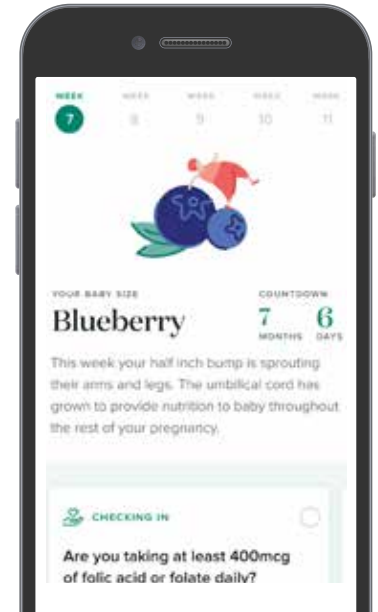 WEEK WEEK WEEK WEEK WEEK
7 8 9 10 11
YOUR BABY SIZE
Blueberry
COUNTDOWN
7 6
MONTHS DAYS
This week your half inch bump is sprouting
their arms and legs. The umbilical cord has
grown to provide nutrition to baby throughout
the rest of your pregnancy.
CHECKING IN
Are you taking at least 400mcg
of folic acid or folate daily?